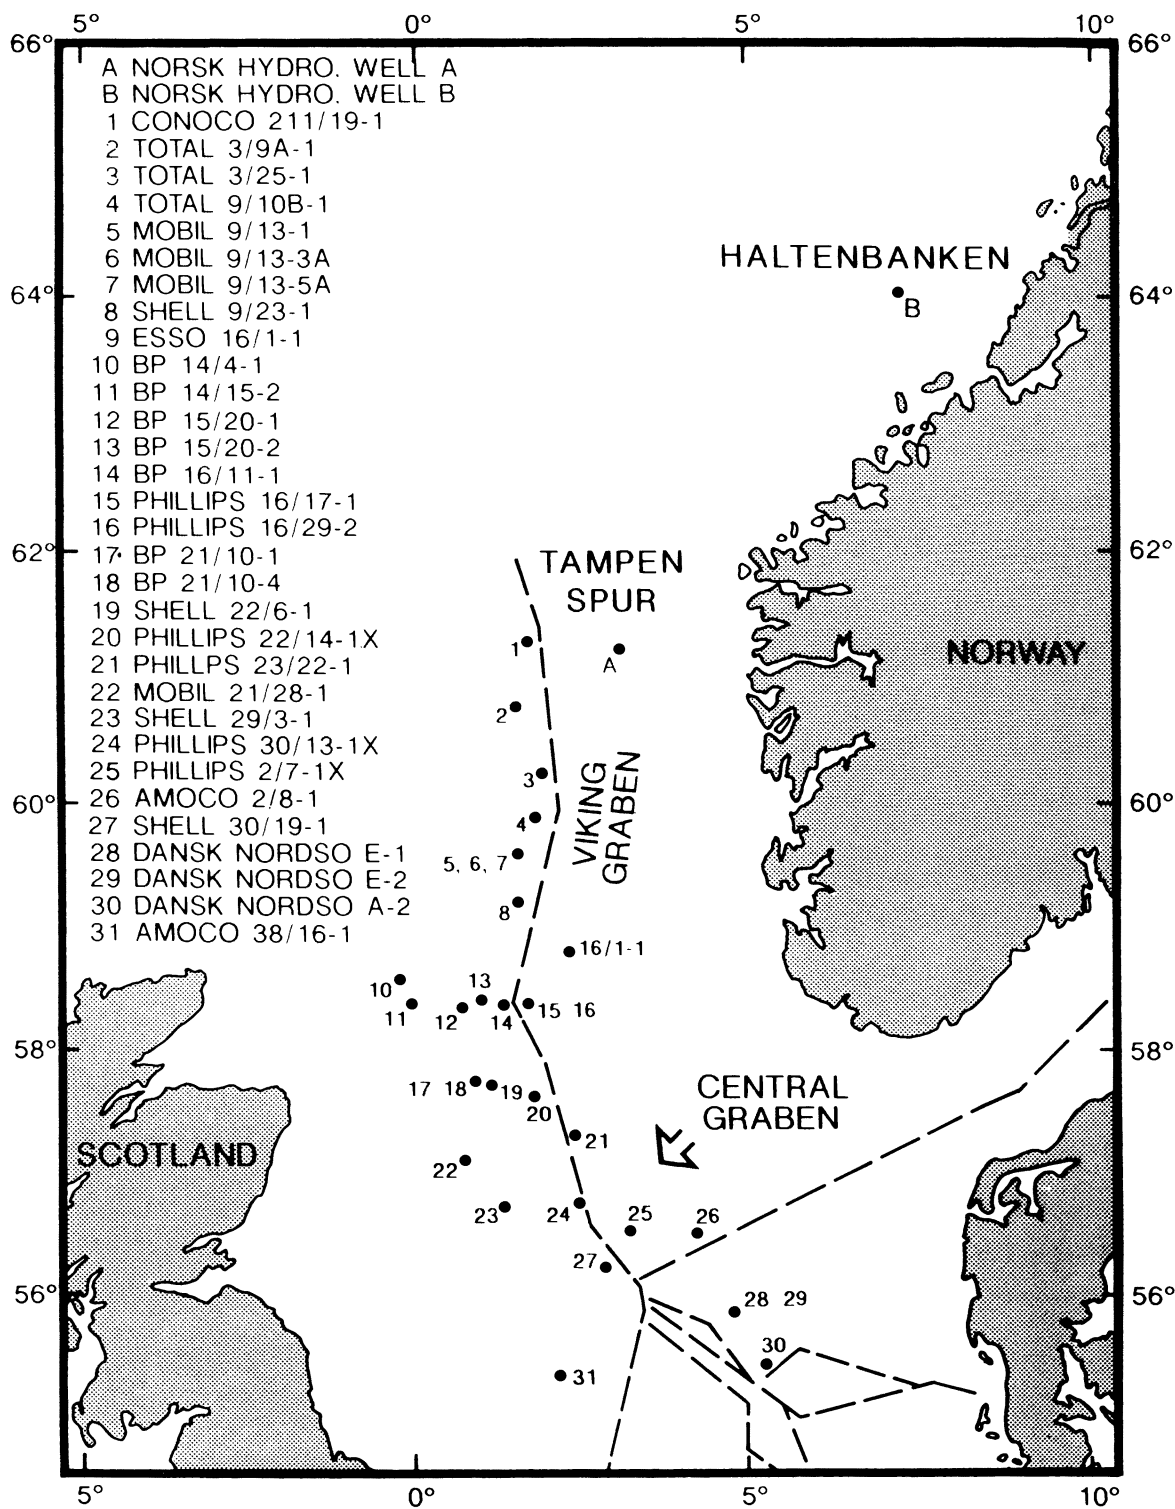 5° 0° 5° 10°
66° 66°
A NORSK HYDRO. WELL A
B NORSK HYDRO. WELL B
1 CONOCO 211/19-1
2 TOTAL 3/9A-1
3 TOTAL 3/25-1
4 TOTAL 9/10B-1
5 MOBIL 9/13-1
6 MOBIL 9/13-3A
7 MOBIL 9/13-5A
8 SHELL 9/23-1
9 ESSO 16/1-1
10 BP 14/4-1
11 BP 14/15-2
12 BP 15/20-1
13 BP 15/20-2
14 BP 16/11-1
15 PHILLIPS 16/17-1
16 PHILLIPS 16/29-2
17 BP 21/10-1
18 BP 21/10-4
19 SHELL 22/6-1
20 PHILLIPS 22/14-1X
21 PHILLPS 23/22-1
22 MOBIL 21/28-1
23 SHELL 29/3-1
24 PHILLIPS 30/13-1X
25 PHILLIPS 2/7-1X
26 AMOCO 2/8-1
27 SHELL 30/19-1
28 DANSK NORDSO E-1
29 DANSK NORDSO E-2
30 DANSK NORDSO A-2
31 AMOCO 38/16-1
HALTENBANKEN
64° 64°
B
62° 62°
TAMPEN
SPUR
1
A
NORWAY
2
3
VIKING
GRABEN
60° 60°
4
5, 6, 7
8
16/1-1
10 13
11 12 14 15 16
58° 58°
17 18 19
20
CENTRAL
GRABEN
21
SCOTLAND
22
23 24 25 26
27
56° 56°
28 29
30
31
5° 0° 5° 10°